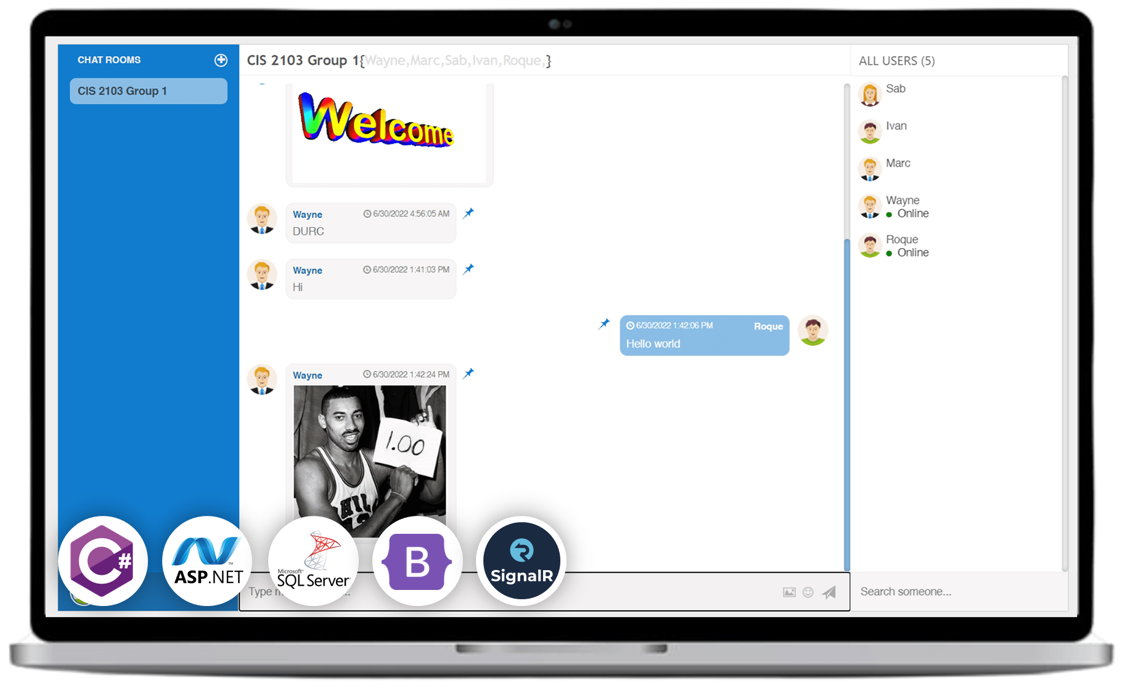 CHAT ROOMS
CIS 2103 Group 1
CIS 2103 Group 1{Wayne,Marc,Sab,Ivan,Roque,}
Welcome
Wayne 6/30/2022 4:56:05 AM
DURC
Wayne 6/30/2022 1:41:03 PM
Hi
6/30/2022 1:42:06 PM Roque
Hello world
Wayne 6/30/2022 1:42:24 PM
1.00
ALL USERS (5)
Sab
Ivan
Marc
Wayne
Online
Roque
Online
C#
ASP.NET
Microsoft
SQL Server
B
SignalR
Type
Search someone...